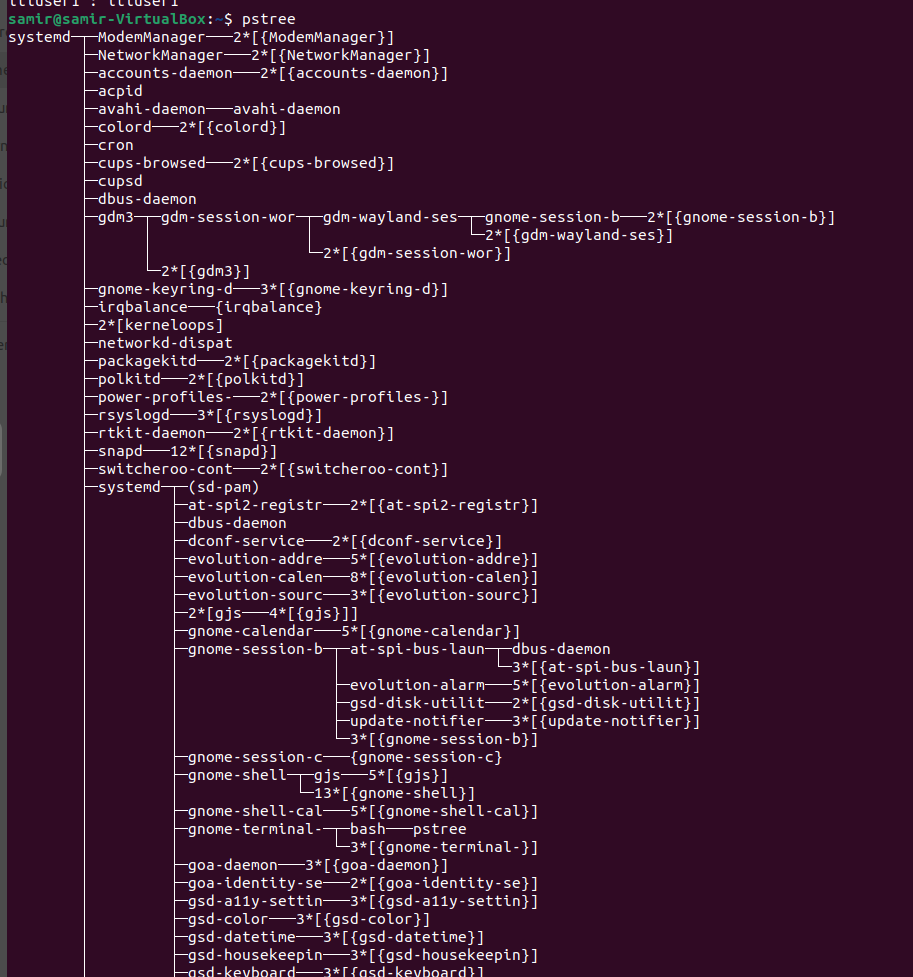 samir@samir-VirtualBox:~$ pstree
systemd─┬─ModemManager───2*[{ModemManager}]
        ├─NetworkManager───2*[{NetworkManager}]
        ├─accounts-daemon───2*[{accounts-daemon}]
        ├─acpid
        ├─avahi-daemon───avahi-daemon
        ├─colord───2*[{colord}]
        ├─cron
        ├─cups-browsed───2*[{cups-browsed}]
        ├─cupsd
        ├─dbus-daemon
        ├─gdm3─┬─gdm-session-wor─┬─gdm-wayland-ses─┬─gnome-session-b───2*[{gnome-session-b}]
        │      │                 │                 └─2*[{gdm-wayland-ses}]
        │      │                 └─2*[{gdm-session-wor}]
        │      └─2*[{gdm3}]
        ├─gnome-keyring-d───3*[{gnome-keyring-d}]
        ├─irqbalance───{irqbalance}
        ├─2*[kerneloops]
        ├─networkd-dispat
        ├─packagekitd───2*[{packagekitd}]
        ├─polkitd───2*[{polkitd}]
        ├─power-profiles-───2*[{power-profiles-}]
        ├─rsyslogd───3*[{rsyslogd}]
        ├─rtkit-daemon───2*[{rtkit-daemon}]
        ├─snapd───12*[{snapd}]
        ├─switcheroo-cont───2*[{switcheroo-cont}]
        ├─systemd─┬─(sd-pam)
        │         ├─at-spi2-registr───2*[{at-spi2-registr}]
        │         ├─dbus-daemon
        │         ├─dconf-service───2*[{dconf-service}]
        │         ├─evolution-addre───5*[{evolution-addre}]
        │         ├─evolution-calen───8*[{evolution-calen}]
        │         ├─evolution-sourc───3*[{evolution-sourc}]
        │         ├─2*[gjs───4*[{gjs}]]
        │         ├─gnome-calendar───5*[{gnome-calendar}]
        │         ├─gnome-session-b─┬─at-spi-bus-laun─┬─dbus-daemon
        │         │                 │                 └─3*[{at-spi-bus-laun}]
        │         │                 ├─evolution-alarm───5*[{evolution-alarm}]
        │         │                 ├─gsd-disk-utilit───2*[{gsd-disk-utilit}]
        │         │                 ├─update-notifier───3*[{update-notifier}]
        │         │                 └─3*[{gnome-session-b}]
        │         ├─gnome-session-c───{gnome-session-c}
        │         ├─gnome-shell─┬─gjs───5*[{gjs}]
        │         │             └─13*[{gnome-shell}]
        │         ├─gnome-shell-cal───5*[{gnome-shell-cal}]
        │         ├─gnome-terminal-─┬─bash───pstree
        │         │                 └─3*[{gnome-terminal-}]
        │         ├─goa-daemon───3*[{goa-daemon}]
        │         ├─goa-identity-se───2*[{goa-identity-se}]
        │         ├─gsd-a11y-settin───3*[{gsd-a11y-settin}]
        │         ├─gsd-color───3*[{gsd-color}]
        │         ├─gsd-datetime───3*[{gsd-datetime}]
        │         ├─gsd-housekeepin───3*[{gsd-housekeepin}]
        │         ├─gsd-keyboard───3*[{gsd-keyboard}]